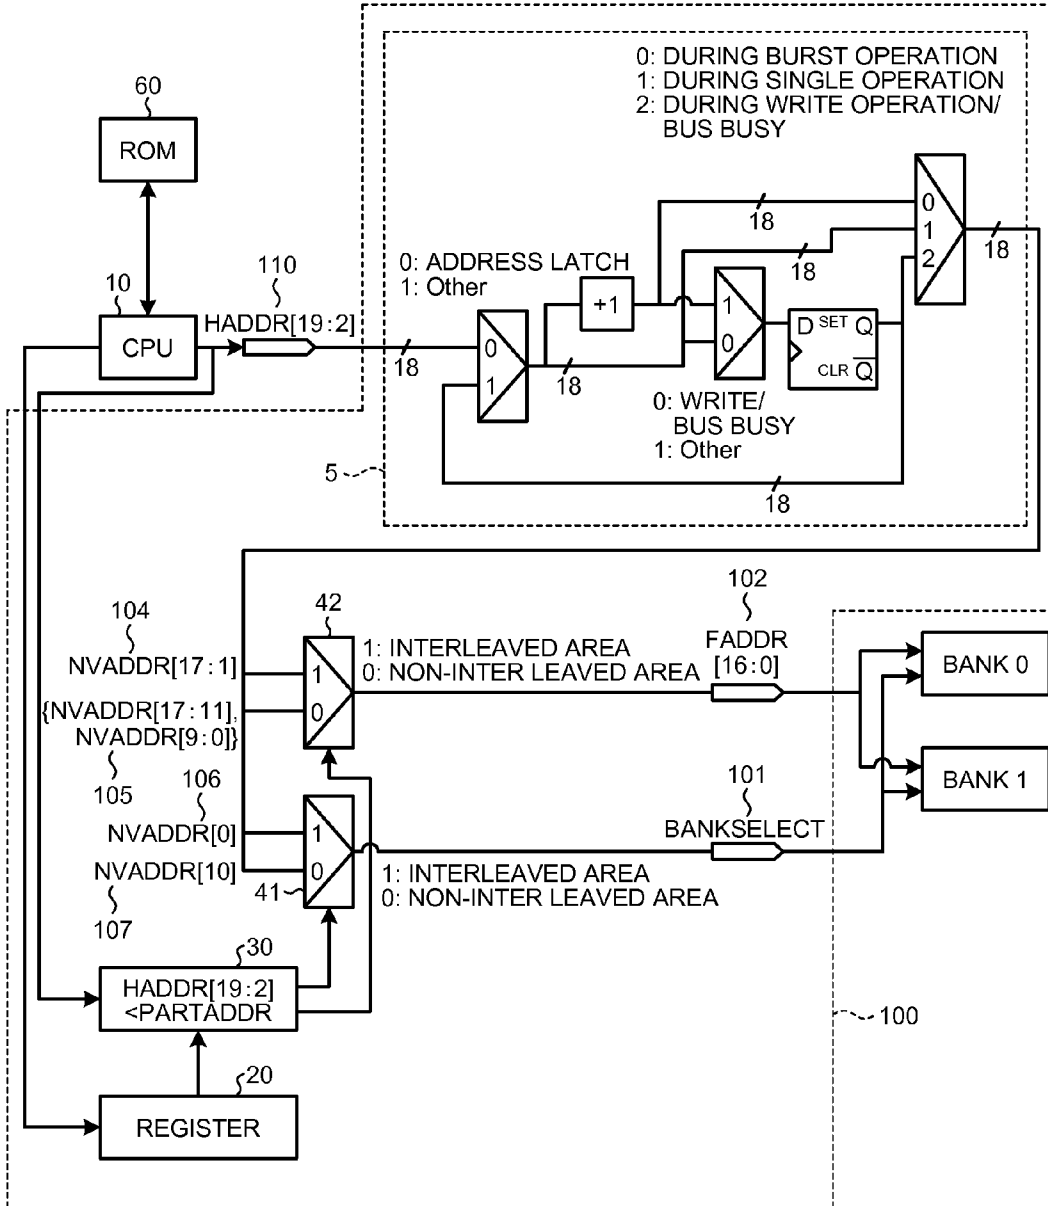 0: DURING BURST OPERATION
1: DURING SINGLE OPERATION
2: DURING WRITE OPERATION/
BUS BUSY
60
ROM
18
0
1
2
18
18
0: ADDRESS LATCH
1: Other
110
10
HADDR[19:2]
CPU
+1
18
0
1
18
1
0
D SET Q
CLR Q̅
0: WRITE/
BUS BUSY
1: Other
5
18
104
42
102
NVADDR[17:1]
1
0
1: INTERLEAVED AREA
0: NON-INTER LEAVED AREA
FADDR
[16:0]
BANK 0
{NVADDR[17:11],
NVADDR[9:0]}
105
106
101
BANK 1
NVADDR[0]
1
0
BANKSELECT
NVADDR[10]
41
1: INTERLEAVED AREA
0: NON-INTER LEAVED AREA
107
30
HADDR[19:2]
<PARTADDR
100
20
REGISTER